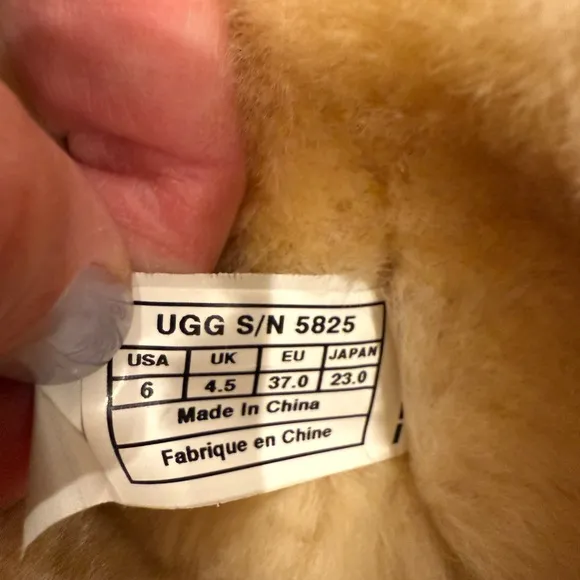 UGG S/N 5825
USA UK EU JAPAN
6 4.5 37.0 23.0
Made In China
Fabrique en Chine